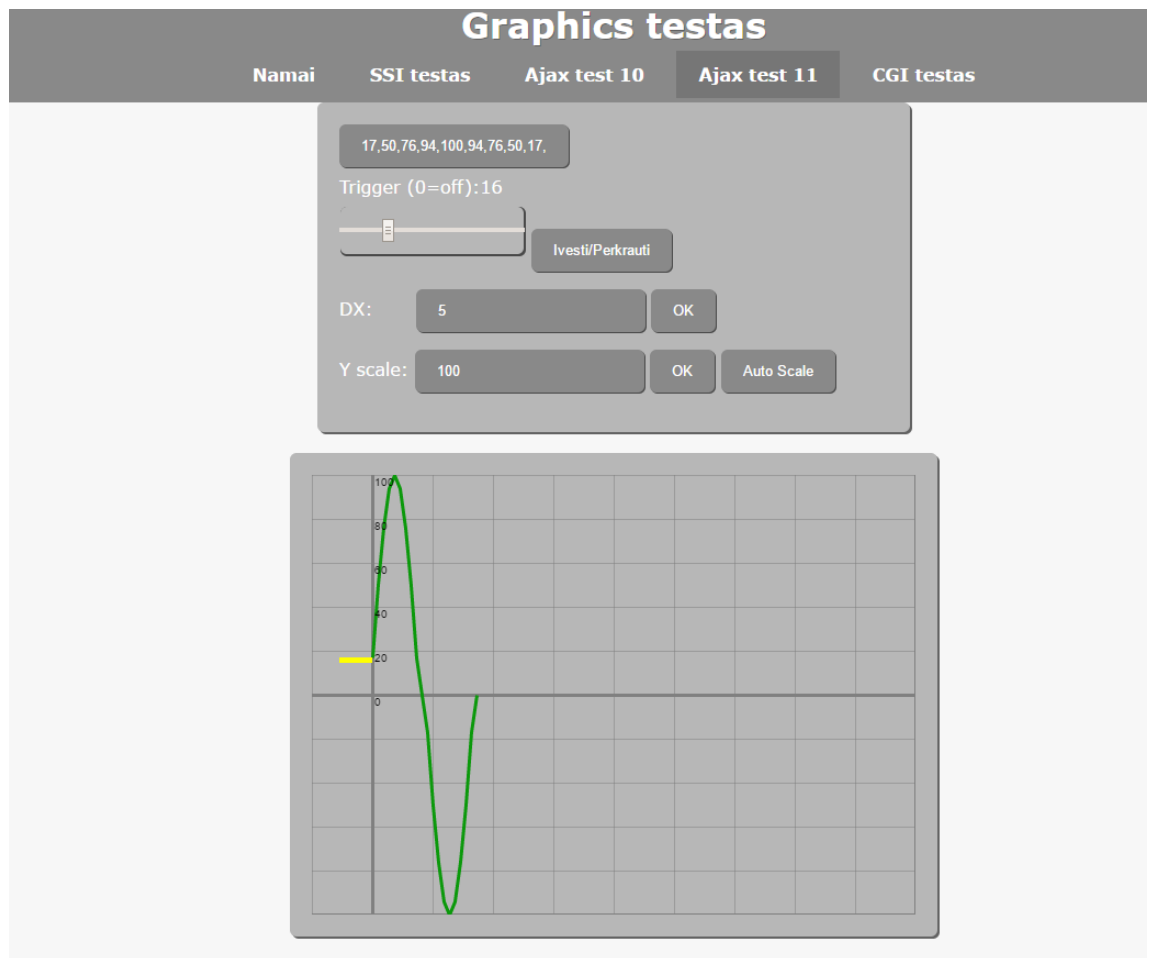 Graphics testas
Namai SSI testas Ajax test 10 Ajax test 11 CGI testas
17,50,76,94,100,94,76,50,17,
Trigger (0=off):16
Ivesti/Perkrauti
DX: 5 OK
Y scale: 100 OK Auto Scale
100
80
60
40
20
0